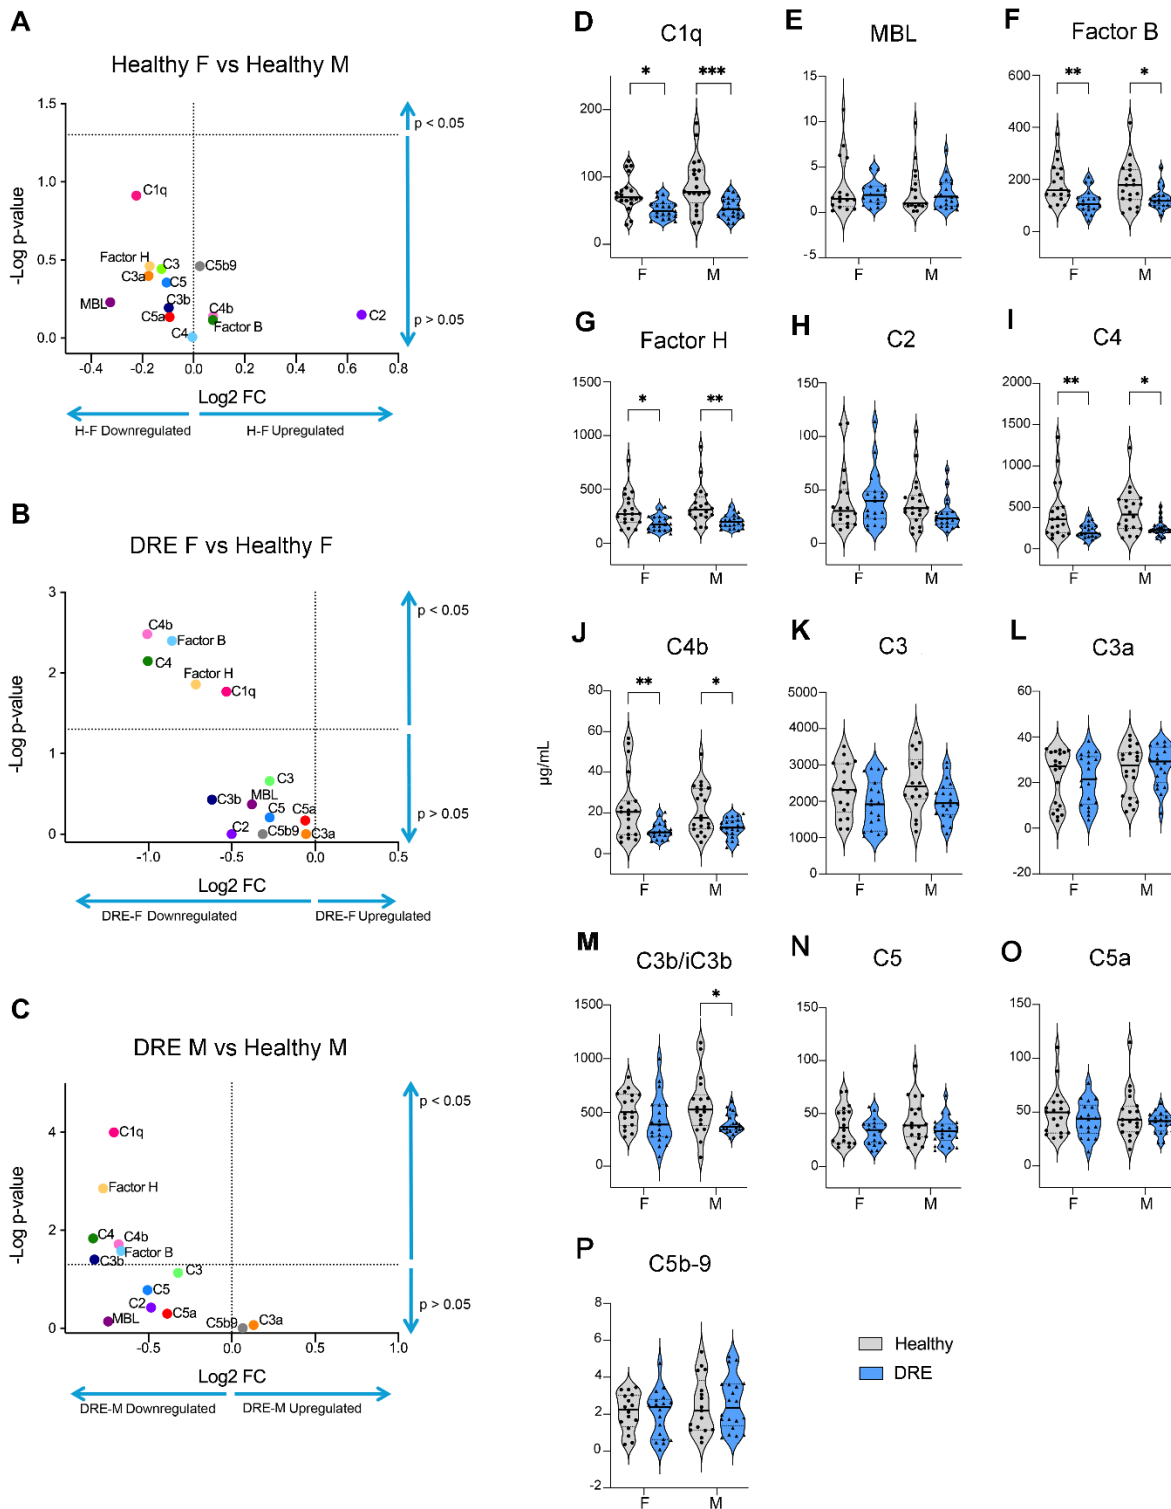 A
Healthy F vs Healthy M
1.5
1.0
0.5
0.0
-Log p-value
C1q
Factor H
C3
C3a
C5
C5b9
MBL
C3b
C5a
C4b
Factor B
C4
C2
p < 0.05
p > 0.05
-0.4 -0.2 0.0 0.2 0.4 0.6 0.8
Log2 FC
H-F Downregulated
H-F Upregulated
B
DRE F vs Healthy F
3
2
1
0
-Log p-value
C4b
Factor B
C4
Factor H
C1q
C3
C3b
MBL
C5
C5a
C2
C5b9
C3a
p < 0.05
p > 0.05
-1.0 -0.5 0.0 0.5
Log2 FC
DRE-F Downregulated
DRE-F Upregulated
C
DRE M vs Healthy M
4
2
0
-Log p-value
C1q
Factor H
C4
C4b
Factor B
C3b
C3
C5
C2
C5a
MBL
C5b9
C3a
p < 0.05
p > 0.05
-0.5 0.0 0.5 1.0
Log2 FC
DRE-M Downregulated
DRE-M Upregulated
D
C1q
200
100
0
* ***
F M
E
MBL
15
10
5
0
-5
F M
F
Factor B
600
400
200
0
** *
F M
G
Factor H
1500
1000
500
0
* **
F M
H
C2
150
100
50
0
F M
I
C4
2000
1500
1000
500
0
** *
F M
J
C4b
80
60
40
20
0
µg/mL
** *
F M
K
C3
5000
4000
3000
2000
1000
0
F M
L
C3a
60
40
20
0
-20
F M
M
C3b/iC3b
1500
1000
500
0
*
F M
N
C5
150
100
50
0
F M
O
C5a
150
100
50
0
F M
P
C5b-9
8
6
4
2
0
-2
F M
Healthy
DRE